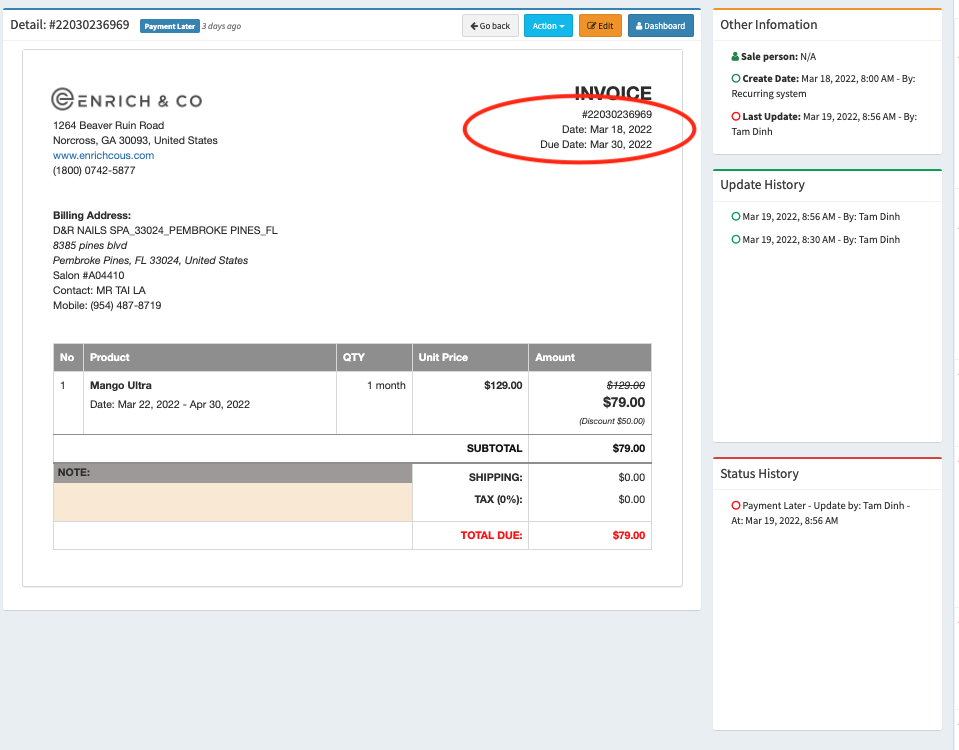 Detail: #22030236969 Payment Later 3 days ago
Go back Action Edit Dashboard
ENRICH & CO
1264 Beaver Ruin Road
Norcross, GA 30093, United States
www.enrichcous.com
(1800) 0742-5877
INVOICE
#22030236969
Date: Mar 18, 2022
Due Date: Mar 30, 2022
Billing Address:
D&R NAILS SPA_33024_PEMBROKE PINES_FL
8385 pines blvd
Pembroke Pines, FL 33024, United States
Salon #A04410
Contact: MR TAI LA
Mobile: (954) 487-8719
No Product QTY Unit Price Amount
1 Mango Ultra 1 month $129.00 $129.00
Date: Mar 22, 2022 - Apr 30, 2022 $79.00
(Discount $50.00)
SUBTOTAL $79.00
NOTE:
SHIPPING: $0.00
TAX (0%): $0.00
TOTAL DUE: $79.00
Other Infomation
Sale person: N/A
Create Date: Mar 18, 2022, 8:00 AM - By:
Recurring system
Last Update: Mar 19, 2022, 8:56 AM - By:
Tam Dinh
Update History
Mar 19, 2022, 8:56 AM - By: Tam Dinh
Mar 19, 2022, 8:30 AM - By: Tam Dinh
Status History
Payment Later - Update by: Tam Dinh -
At: Mar 19, 2022, 8:56 AM